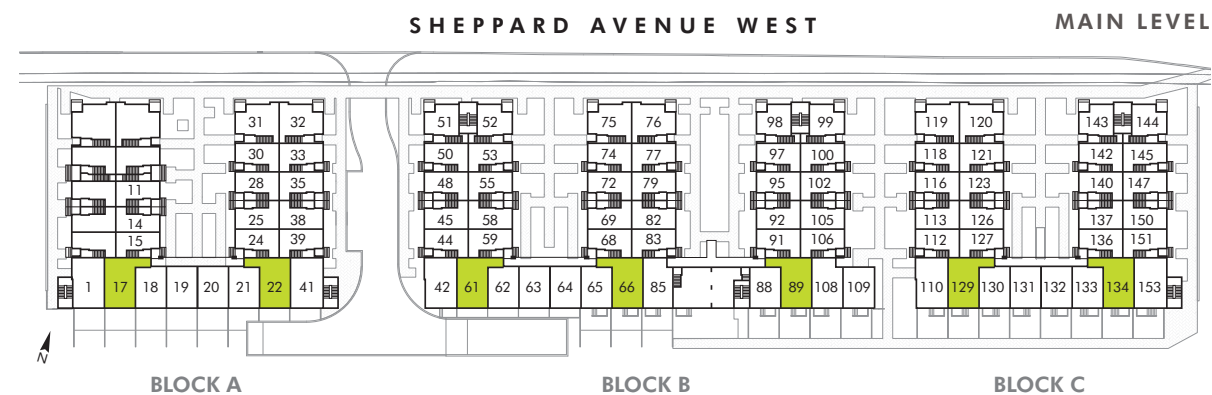 SHEPPARD AVENUE WEST
MAIN LEVEL
31 32 51 52 75 76 98 99 119 120 143 144
30 33 50 53 74 77 97 100 118 121 142 145
11 28 35 48 55 72 79 95 102 116 123 140 147
14 25 38 45 58 69 82 92 105 113 126 137 150
15 24 39 44 59 68 83 91 106 112 127 136 151
1 17 18 19 20 21 22 41 42 61 62 63 64 65 66 85 88 89 108 109 110 129 130 131 132 133 134 153
N
BLOCK A
BLOCK B
BLOCK C